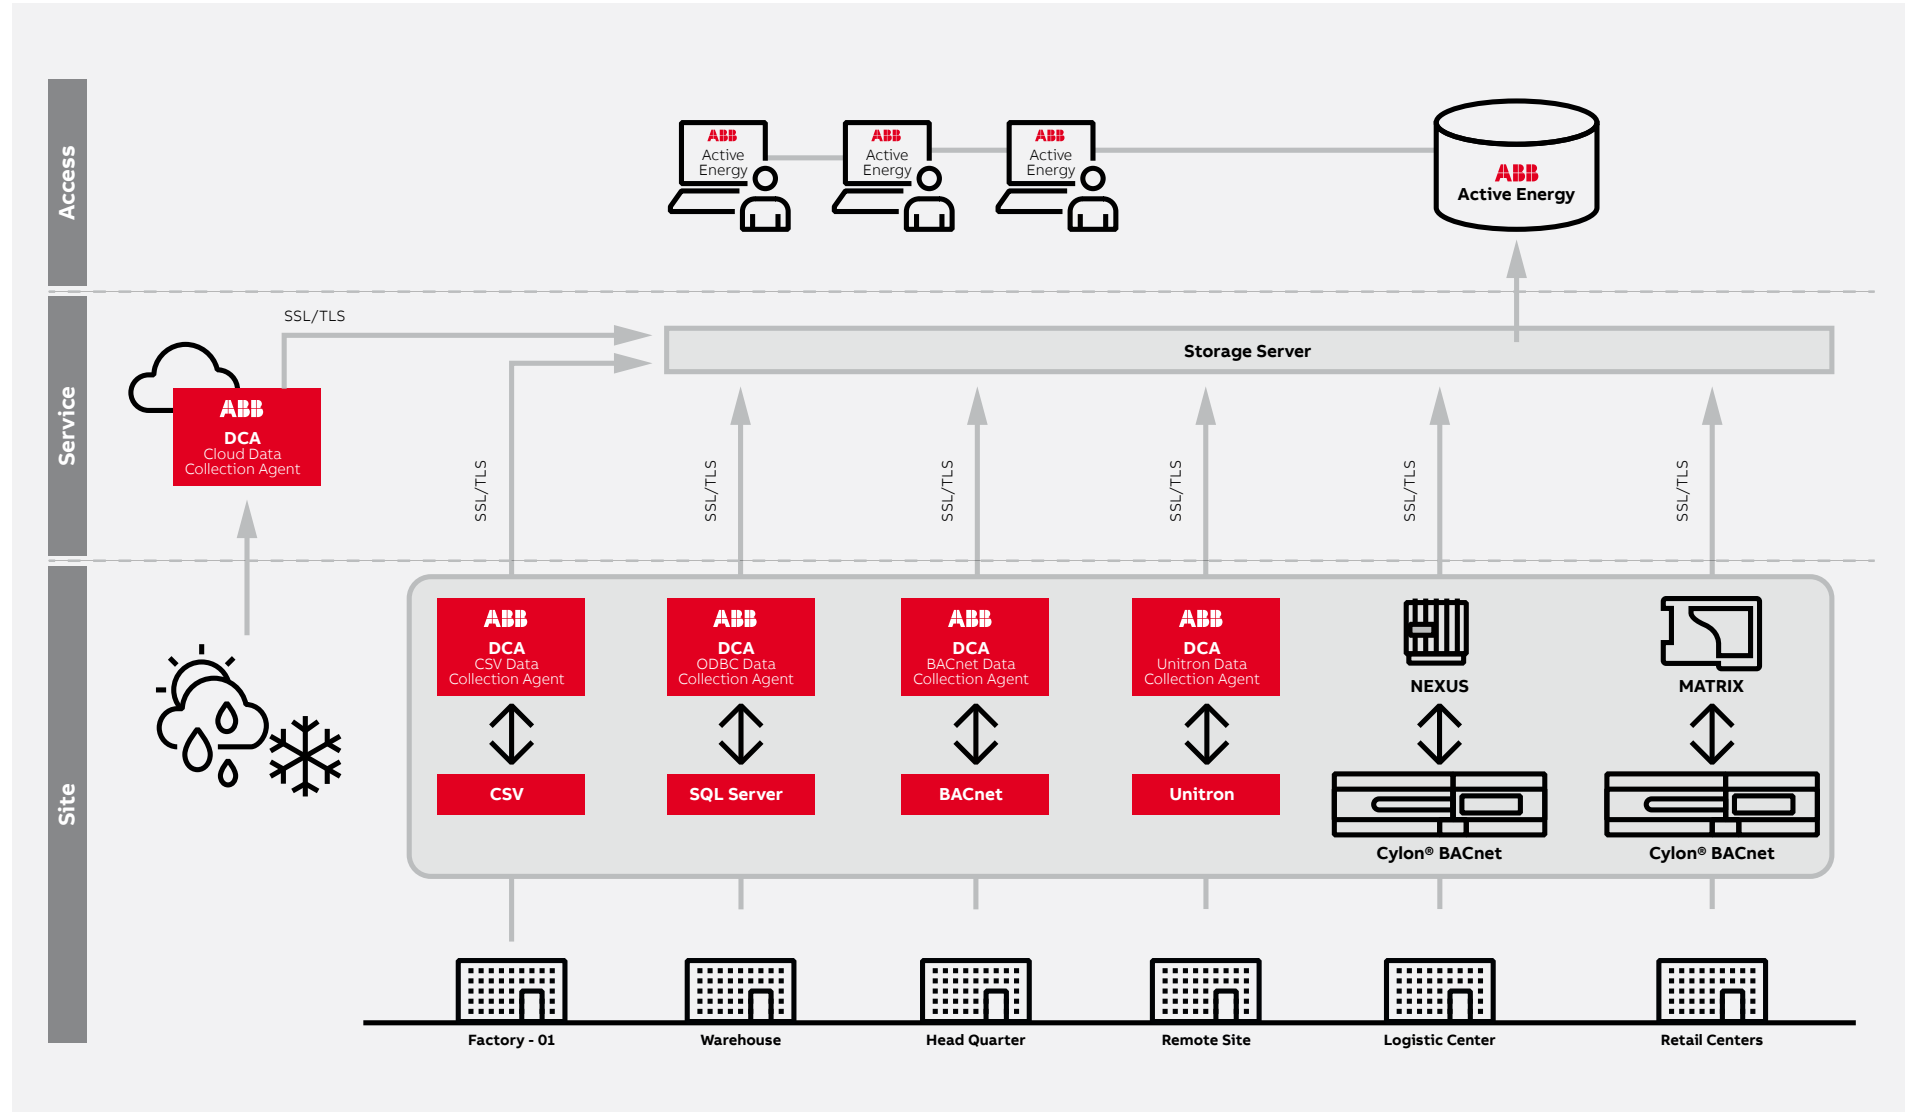 Access
ABB
Active
Energy
ABB
Active
Energy
ABB
Active
Energy
ABB
Active Energy
Service
SSL/TLS
Storage Server
ABB
DCA
Cloud Data
Collection Agent
SSL/TLS
SSL/TLS
SSL/TLS
SSL/TLS
SSL/TLS
SSL/TLS
Site
ABB
DCA
CSV Data
Collection Agent
ABB
DCA
ODBC Data
Collection Agent
ABB
DCA
BACnet Data
Collection Agent
ABB
DCA
Unitron Data
Collection Agent
NEXUS
MATRIX
CSV
SQL Server
BACnet
Unitron
Cylon® BACnet
Cylon® BACnet
Factory - 01
Warehouse
Head Quarter
Remote Site
Logistic Center
Retail Centers